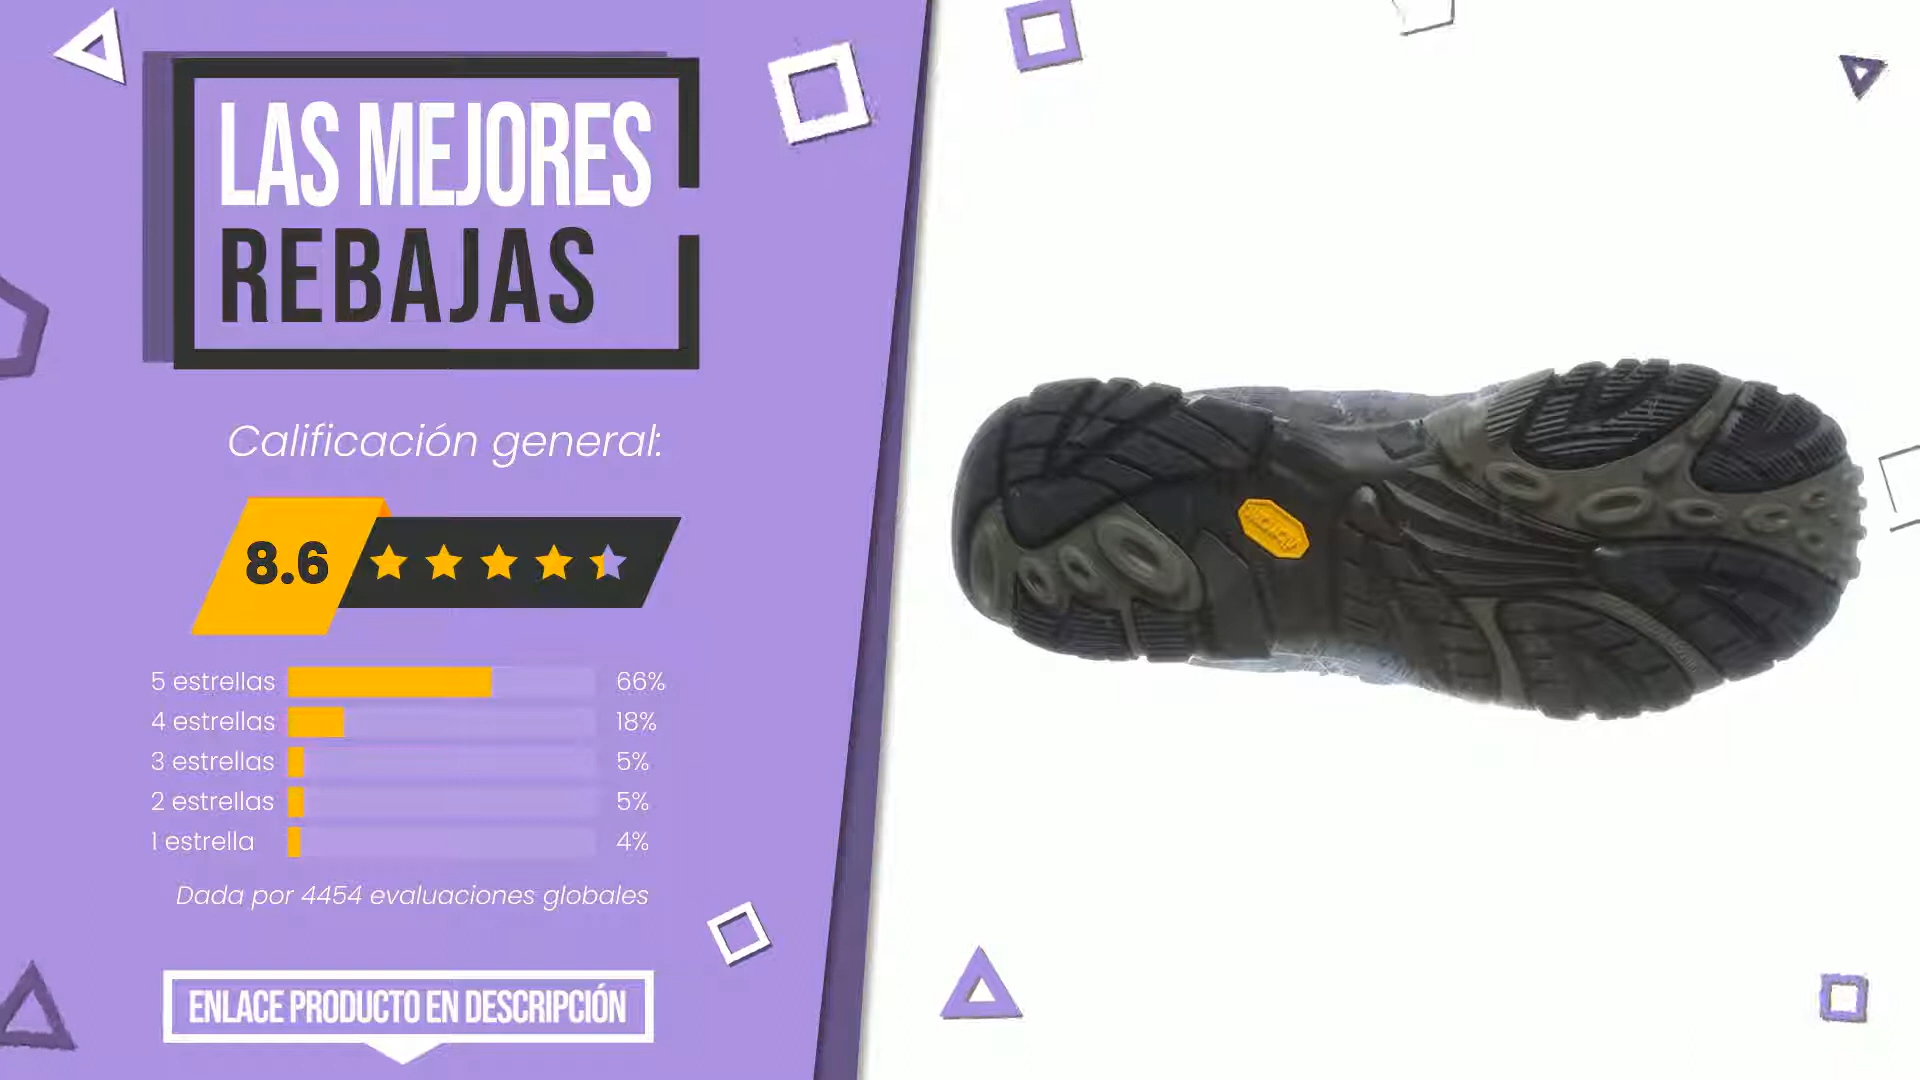 LAS MEJORES
REBAJAS
Calificación general:
8.6
5 estrellas 66%
4 estrellas 18%
3 estrellas 5%
2 estrellas 5%
1 estrella 4%
Dada por 4454 evaluaciones globales
ENLACE PRODUCTO EN DESCRIPCIÓN